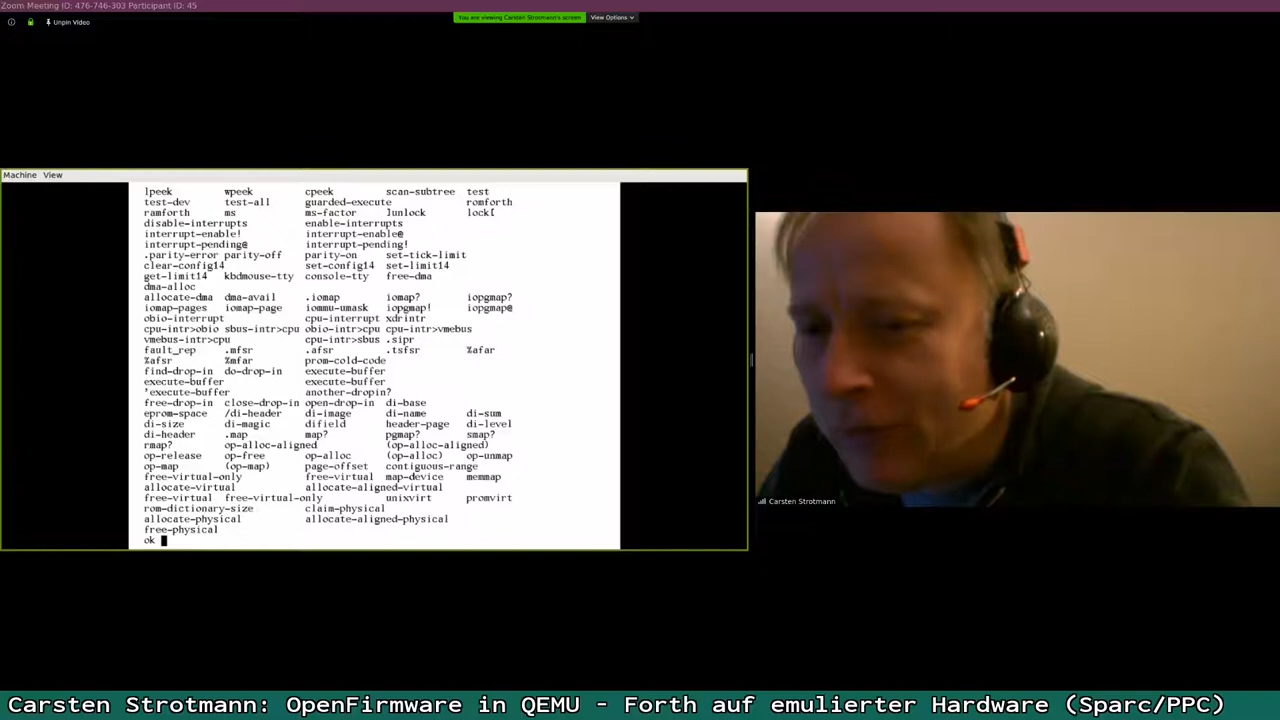 Zoom Meeting ID: 476-746-303 Participant ID: 45
Unpin Video
You are viewing Carsten Strotmann's screen
View Options
Machine View
lpeek wpeek cpeek scan-subtree test
test-dev test-all guarded-execute romforth
ramforth ms ms-factor ]unlock lock[
disable-interrupts enable-interrupts
interrupt-enable! interrupt-enable@
interrupt-pending@ interrupt-pending!
.parity-error parity-off parity-on set-tick-limit
clear-config14 set-config14 set-limit14
get-limit14 kbdmouse-tty console-tty free-dma
dma-alloc
allocate-dma dma-avail .iomap iomap? iopgmap?
iomap-pages iomap-page iommu-umask iopgmap! iopgmap@
obio-interrupt cpu-interrupt xdrintr
cpu-intr>obio sbus-intr>cpu obio-intr>cpu cpu-intr>vmebus
vmebus-intr>cpu cpu-intr>sbus .sipr
fault_rep .mfsr .afsr .tsfsr %afar
%afsr %mfar prom-cold-code
find-drop-in do-drop-in execute-buffer
execute-buffer execute-buffer
'execute-buffer another-dropin?
free-drop-in close-drop-in open-drop-in di-base
eprom-space /di-header di-image di-name di-sum
di-size di-magic difield header-page di-level
di-header .map map? pgmap? smap?
rmap? op-alloc-aligned (op-alloc-aligned)
op-release op-free op-alloc (op-alloc) op-unmap
op-map (op-map) page-offset contiguous-range
free-virtual-only free-virtual map-device memmap
allocate-virtual allocate-aligned-virtual
free-virtual free-virtual-only unixvirt promvirt
rom-dictionary-size claim-physical
allocate-physical allocate-aligned-physical
free-physical
ok
Carsten Strotmann
Carsten Strotmann: OpenFirmware in QEMU - Forth auf emulierter Hardware (Sparc/PPC)